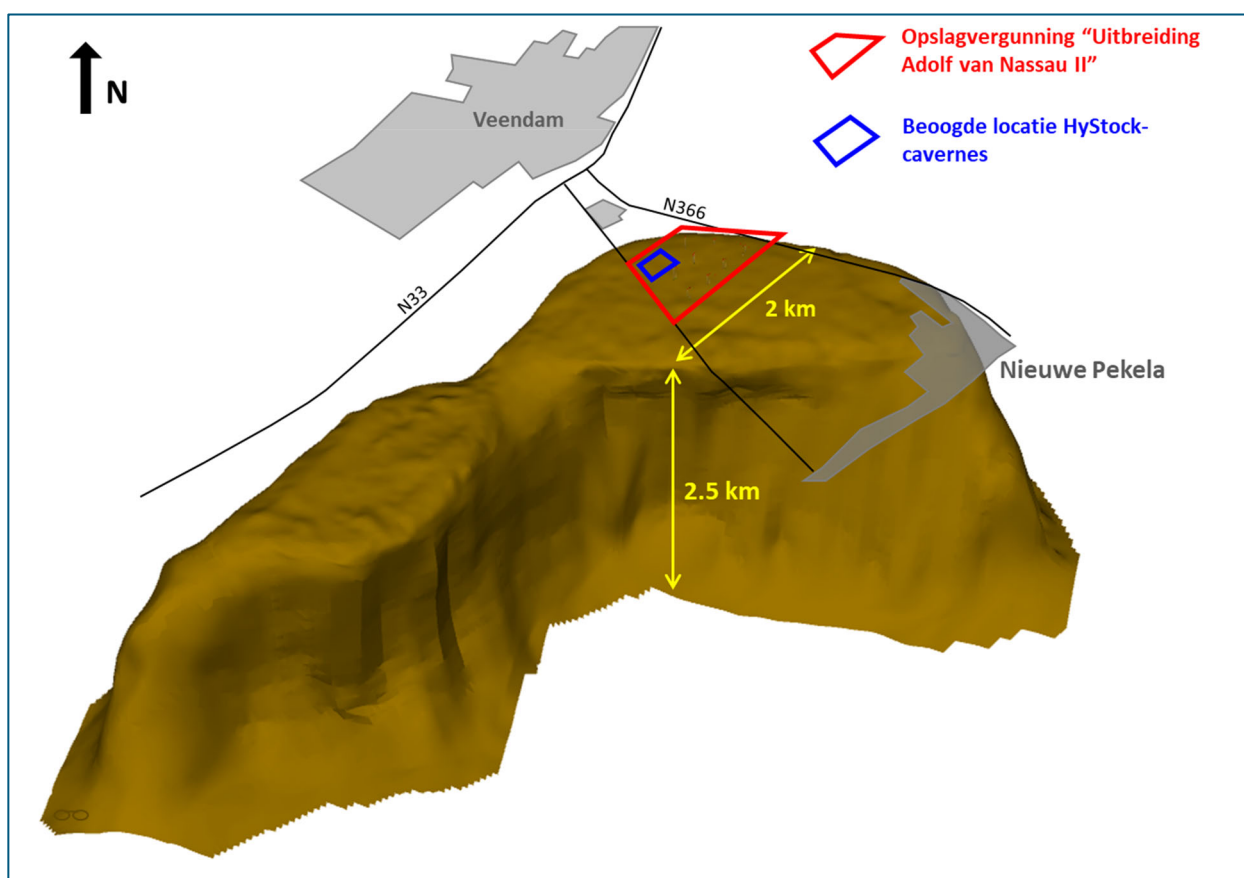 Opslagvergunning “Uitbreiding
Adolf van Nassau II”
N
Veendam
Beoogde locatie HyStock-
cavernes
N366
N33
2 km
Nieuwe Pekela
2.5 km